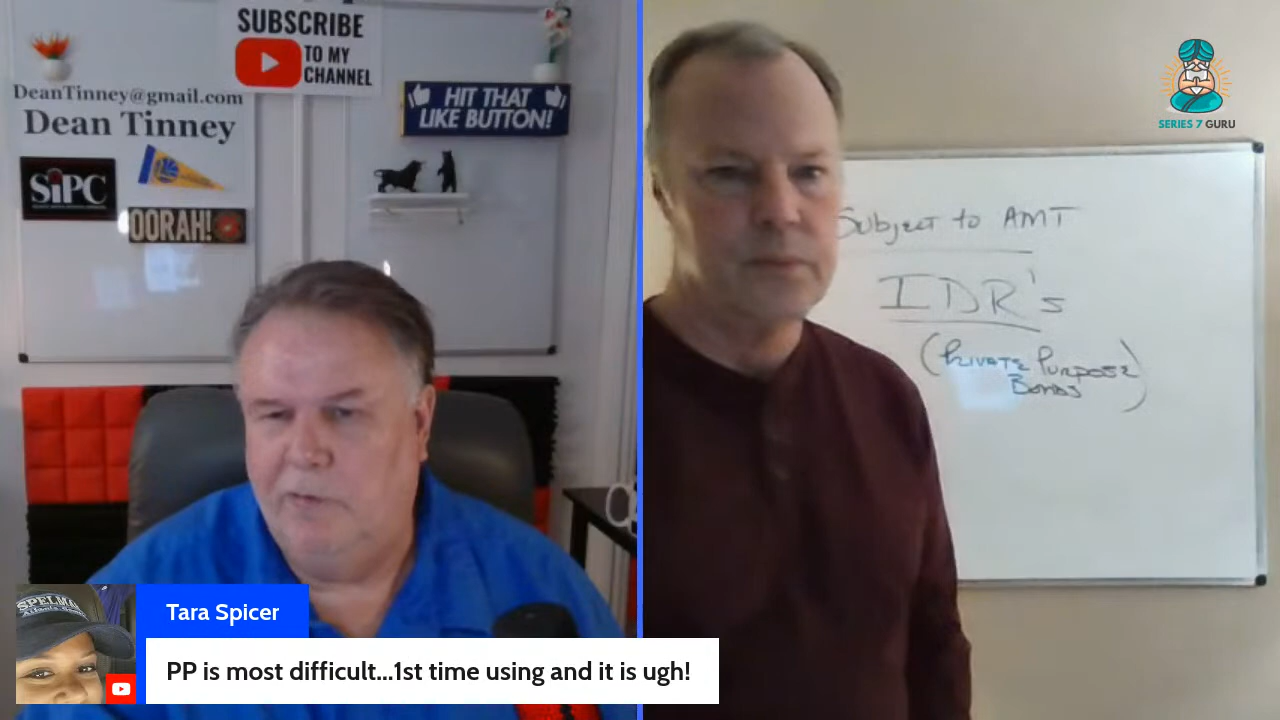 SUBSCRIBE
TO MY
CHANNEL
DeanTinney@gmail.com
Dean Tinney
HIT THAT
LIKE BUTTON!
SIPC
OORAH!
SERIES 7 GURU
Subject to AMT
IDR's
(Private Purpose
Bonds)
SPELMAN
Tara Spicer
PP is most difficult...1st time using and it is ugh!